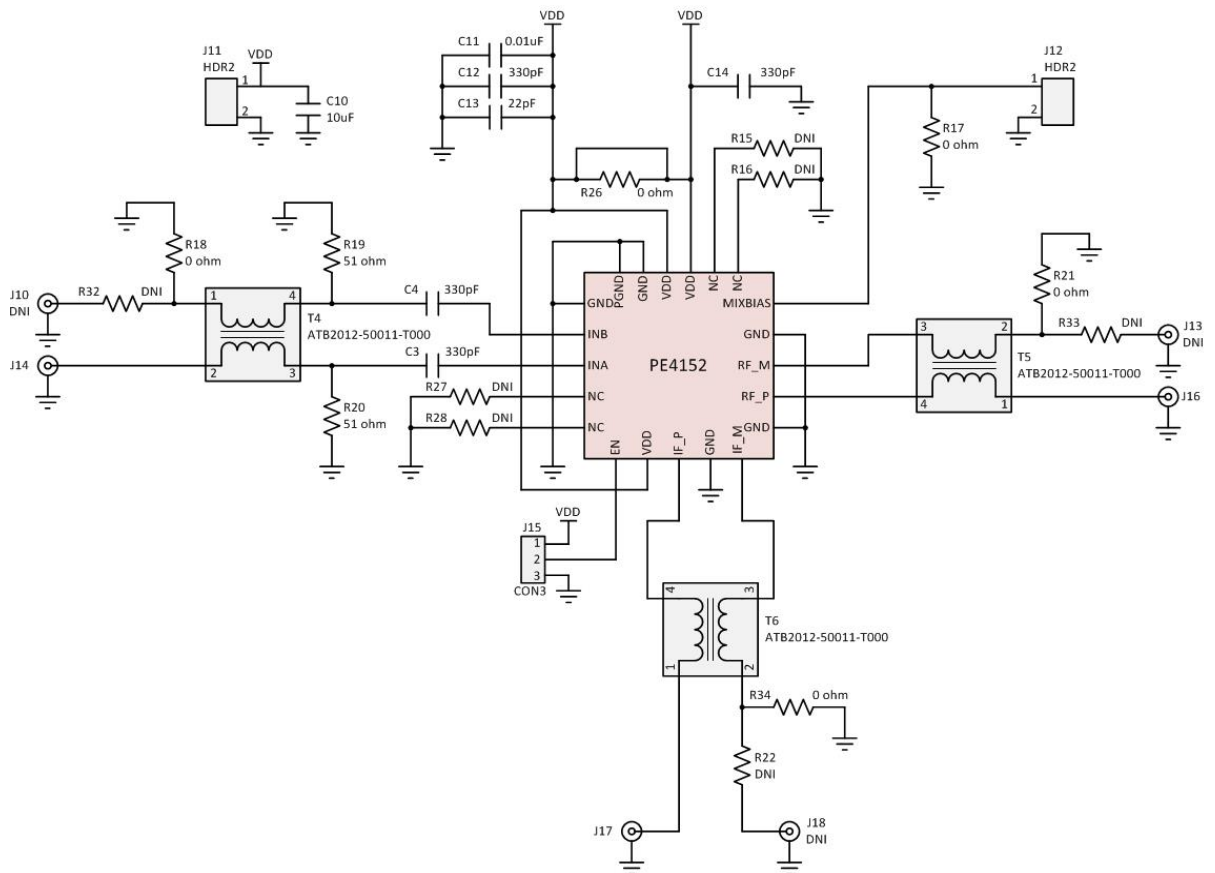 VDD
VDD
C11 0.01uF
J11
HDR2
VDD
J12
HDR2
C12 330pF
C14 330pF
1
1
C10
10uF
C13 22pF
2
2
R17
0 ohm
R15 DNI
R16 DNI
R26 0 ohm
R18
0 ohm
R19
51 ohm
R21
0 ohm
J10
DNI
R32 DNI
1
4
C4 330pF
T4
ATB2012-50011-T000
GND
PGND
GND
VDD
VDD
NC
NC
MIXBIAS
INB
GND
3
2
R33 DNI
J13
DNI
J14
2
3
C3 330pF
INA
PE4152
RF_M
T5
ATB2012-50011-T000
R27 DNI
NC
RF_P
4
1
J16
R20
51 ohm
R28 DNI
NC
GND
EN
VDD
IF_P
GND
IF_M
J15
VDD
1
2
3
CON3
4
3
T6
ATB2012-50011-T000
1
2
R34 0 ohm
R22
DNI
J17
J18
DNI